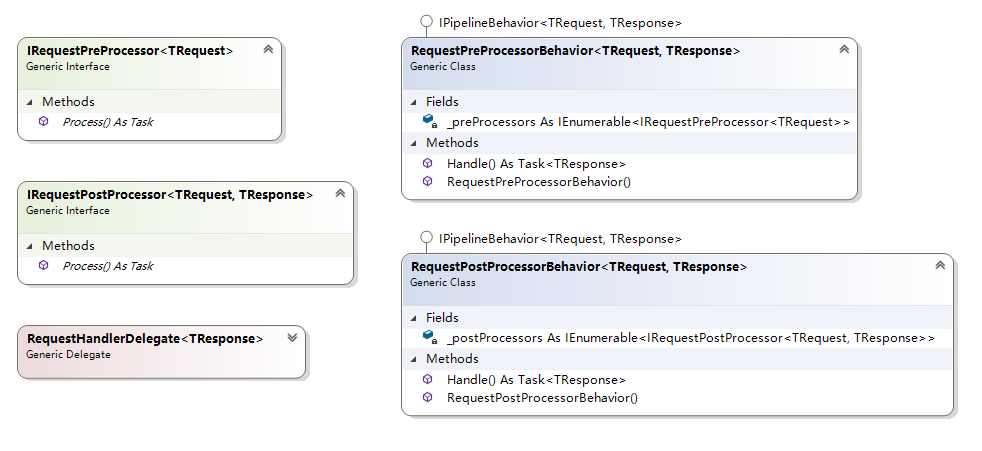 IRequestPreProcessor<TRequest>
Generic Interface
Methods
Process() As Task
IRequestPostProcessor<TRequest, TResponse>
Generic Interface
Methods
Process() As Task
RequestHandlerDelegate<TResponse>
Generic Delegate
IPipelineBehavior<TRequest, TResponse>
RequestPreProcessorBehavior<TRequest, TResponse>
Generic Class
Fields
_preProcessors As IEnumerable<IRequestPreProcessor<TRequest>>
Methods
Handle() As Task<TResponse>
RequestPreProcessorBehavior()
IPipelineBehavior<TRequest, TResponse>
RequestPostProcessorBehavior<TRequest, TResponse>
Generic Class
Fields
_postProcessors As IEnumerable<IRequestPostProcessor<TRequest, TResponse>>
Methods
Handle() As Task<TResponse>
RequestPostProcessorBehavior()